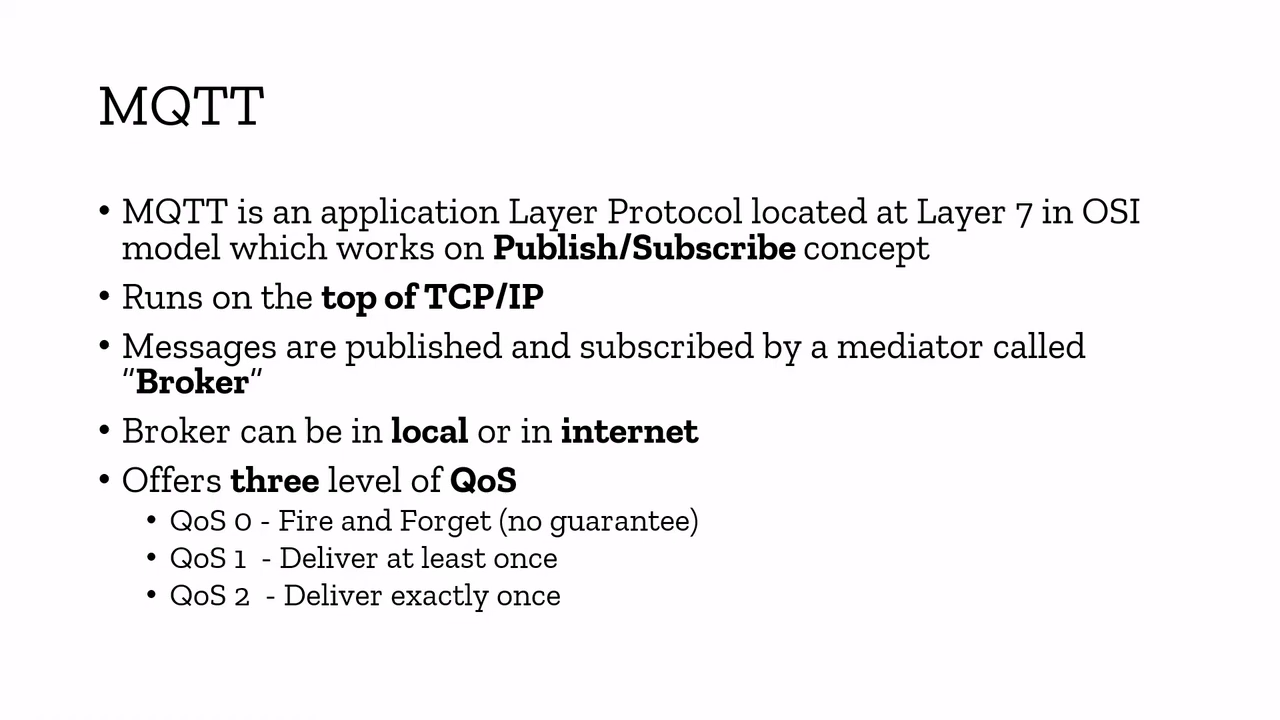 MQTT
• MQTT is an application Layer Protocol located at Layer 7 in OSI
model which works on Publish/Subscribe concept
• Runs on the top of TCP/IP
• Messages are published and subscribed by a mediator called
"Broker"
• Broker can be in local or in internet
• Offers three level of QoS
• QoS 0 - Fire and Forget (no guarantee)
• QoS 1  - Deliver at least once
• QoS 2  - Deliver exactly once